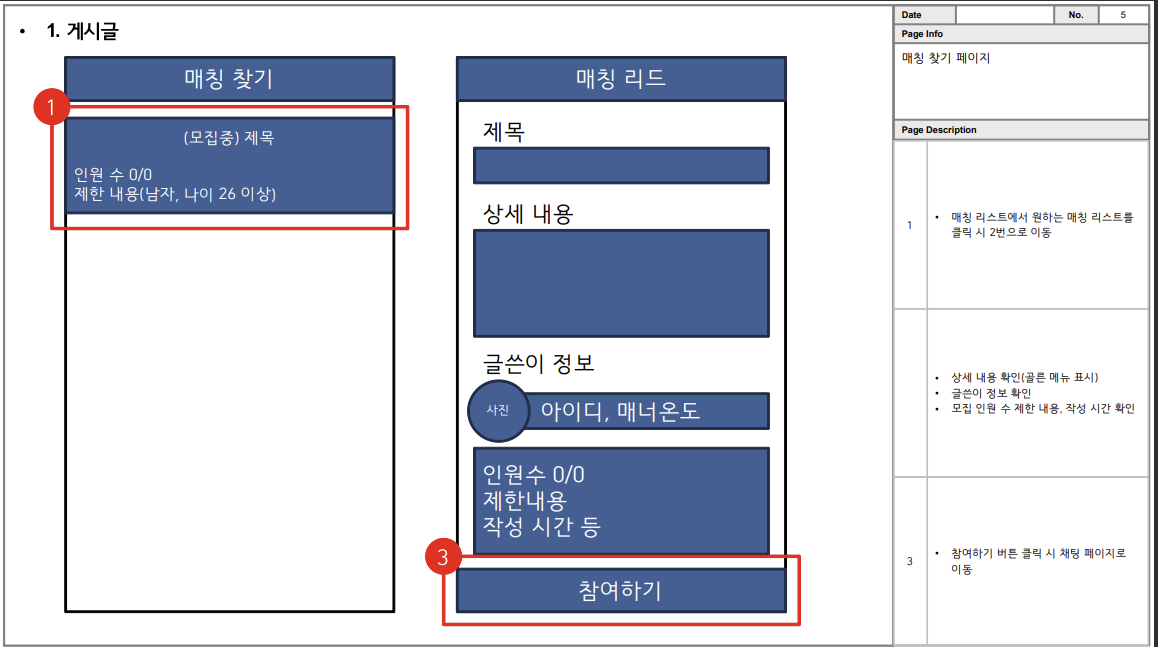 • 1. 게시글
매칭 찾기
1
(모집중) 제목
인원 수 0/0
제한 내용(남자, 나이 26 이상)
매칭 리드
제목
상세 내용
글쓴이 정보
사진
아이디, 매너온도
인원수 0/0
제한내용
작성 시간 등
3
참여하기
Date
No.
5
Page Info
매칭 찾기 페이지
Page Description
1
• 매칭 리스트에서 원하는 매칭 리스트를
클릭 시 2번으로 이동
• 상세 내용 확인(골른 메뉴 표시)
• 글쓴이 정보 확인
• 모집 인원 수 제한 내용, 작성 시간 확인
3
• 참여하기 버튼 클릭 시 채팅 페이지로
이동